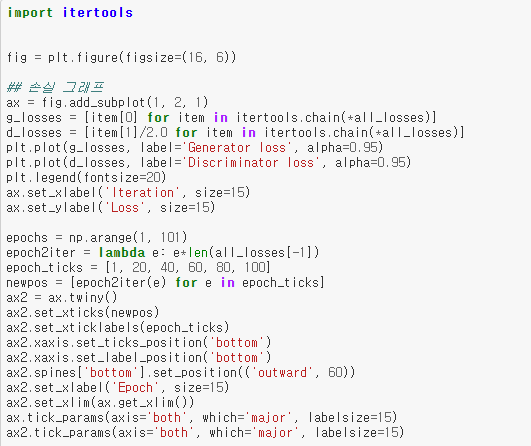 import itertools
fig = plt.figure(figsize=(16, 6))
## 손실 그래프
ax = fig.add_subplot(1, 2, 1)
g_losses = [item[0] for item in itertools.chain(*all_losses)]
d_losses = [item[1]/2.0 for item in itertools.chain(*all_losses)]
plt.plot(g_losses, label='Generator loss', alpha=0.95)
plt.plot(d_losses, label='Discriminator loss', alpha=0.95)
plt.legend(fontsize=20)
ax.set_xlabel('Iteration', size=15)
ax.set_ylabel('Loss', size=15)
epochs = np.arange(1, 101)
epoch2iter = lambda e: e*len(all_losses[-1])
epoch_ticks = [1, 20, 40, 60, 80, 100]
newpos = [epoch2iter(e) for e in epoch_ticks]
ax2 = ax.twiny()
ax2.set_xticks(newpos)
ax2.set_xticklabels(epoch_ticks)
ax2.xaxis.set_ticks_position('bottom')
ax2.xaxis.set_label_position('bottom')
ax2.spines['bottom'].set_position(('outward', 60))
ax2.set_xlabel('Epoch', size=15)
ax2.set_xlim(ax.get_xlim())
ax.tick_params(axis='both', which='major', labelsize=15)
ax2.tick_params(axis='both', which='major', labelsize=15)